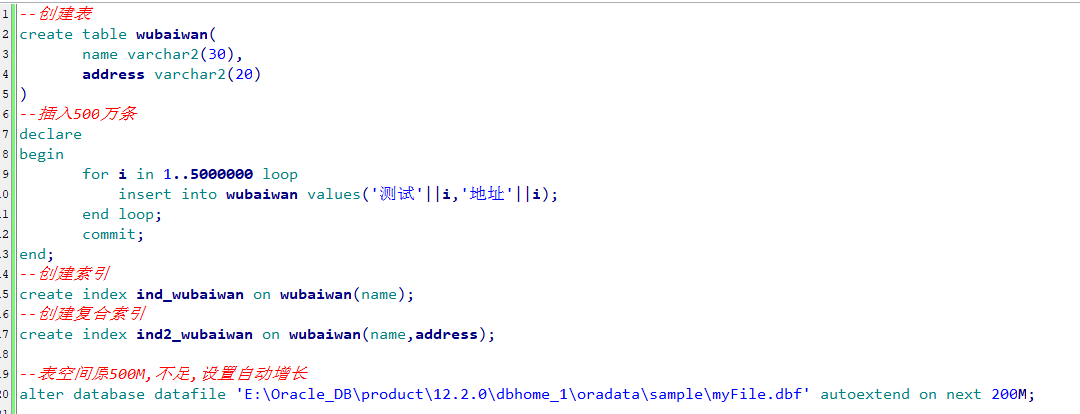 1 --创建表
2 create table wubaiwan(
3 name varchar2(30),
4 address varchar2(20)
5 )
6 --插入500万条
7 declare
8 begin
9 for i in 1..5000000 loop
10 insert into wubaiwan values('测试'||i,'地址'||i);
11 end loop;
12 commit;
13 end;
14 --创建索引
15 create index ind_wubaiwan on wubaiwan(name);
16 --创建复合索引
17 create index ind2_wubaiwan on wubaiwan(name,address);
18
19 --表空间原500M,不足,设置自动增长
20 alter database datafile 'E:\Oracle_DB\product\12.2.0\dbhome_1\oradata\sample\myFile.dbf' autoextend on next 200M;